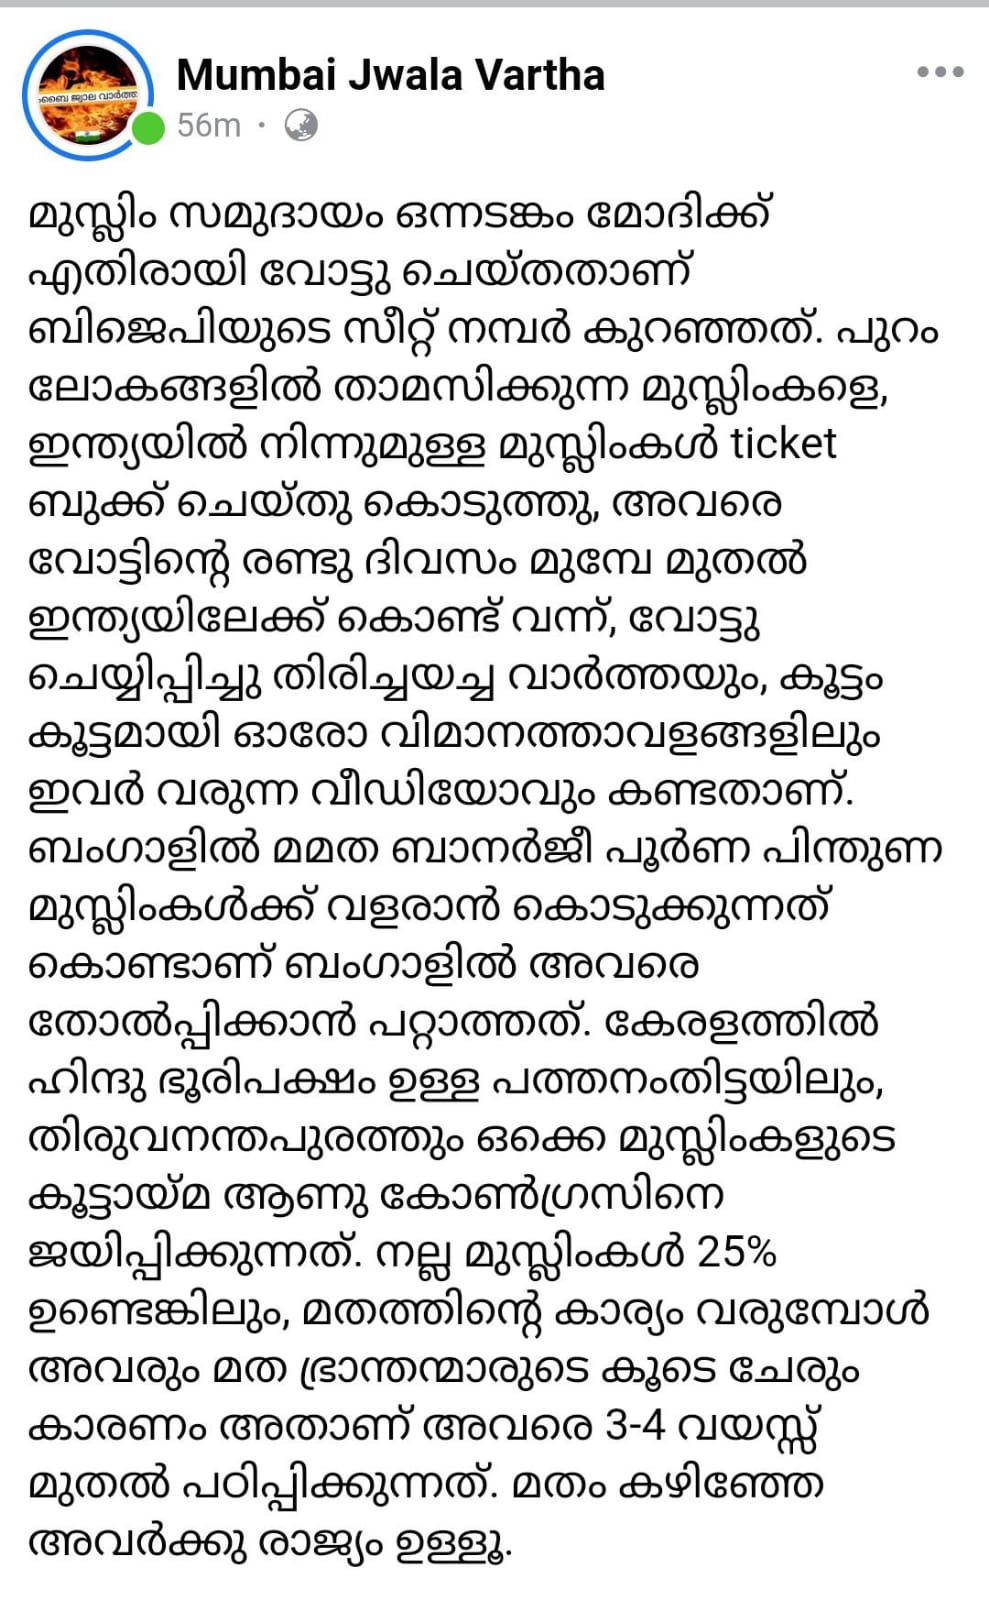 Mumbai Jwala Vartha
56m ·
മുസ്ലിം സമുദായം ഒന്നടങ്കം മോദിക്ക്
എതിരായി വോട്ടു ചെയ്തതാണ്
ബിജെപിയുടെ സീറ്റ് നമ്പർ കുറഞ്ഞത്. പുറം
ലോകങ്ങളിൽ താമസിക്കുന്ന മുസ്ലിംകളെ,
ഇന്ത്യയിൽ നിന്നുമുള്ള മുസ്ലിംകൾ ticket
ബുക്ക് ചെയ്തു കൊടുത്തു, അവരെ
വോട്ടിന്റെ രണ്ടു ദിവസം മുമ്പേ മുതൽ
ഇന്ത്യയിലേക്ക് കൊണ്ട് വന്ന്, വോട്ടു
ചെയ്യിപ്പിച്ചു തിരിച്ചയച്ച വാർത്തയും, കൂട്ടം
കൂട്ടമായി ഓരോ വിമാനത്താവളങ്ങളിലും
ഇവർ വരുന്ന വീഡിയോവും കണ്ടതാണ്.
ബംഗാളിൽ മമത ബാനർജീ പൂർണ പിന്തുണ
മുസ്ലിംകൾക്ക് വളരാൻ കൊടുക്കുന്നത്
കൊണ്ടാണ് ബംഗാളിൽ അവരെ
തോൽപ്പിക്കാൻ പറ്റാത്തത്. കേരളത്തിൽ
ഹിന്ദു ഭൂരിപക്ഷം ഉള്ള പത്തനംതിട്ടയിലും,
തിരുവനന്തപുരത്തും ഒക്കെ മുസ്ലിംകളുടെ
കൂട്ടായ്മ ആണു കോൺഗ്രസിനെ
ജയിപ്പിക്കുന്നത്. നല്ല മുസ്ലിംകൾ 25%
ഉണ്ടെങ്കിലും, മതത്തിന്റെ കാര്യം വരുമ്പോൾ
അവരും മത ഭ്രാന്തന്മാരുടെ കൂടെ ചേരും
കാരണം അതാണ് അവരെ 3-4 വയസ്സ്
മുതൽ പഠിപ്പിക്കുന്നത്. മതം കഴിഞ്ഞേ
അവർക്കു രാജ്യം ഉള്ളൂ.